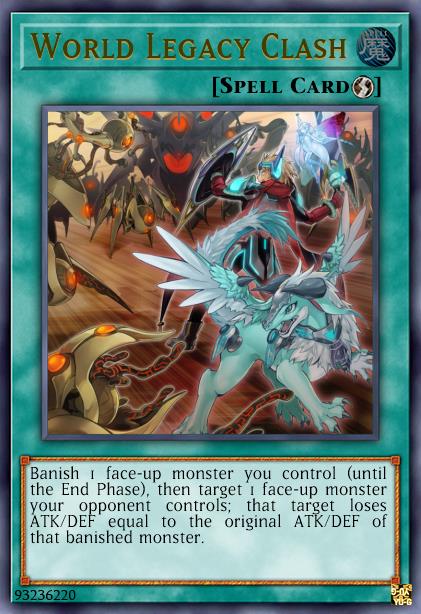 World Legacy Clash
魔
[Spell Card]
Banish 1 face-up monster you control (until
the End Phase), then target 1 face-up monster
your opponent controls; that target loses
ATK/DEF equal to the original ATK/DEF of
that banished monster.
93236220